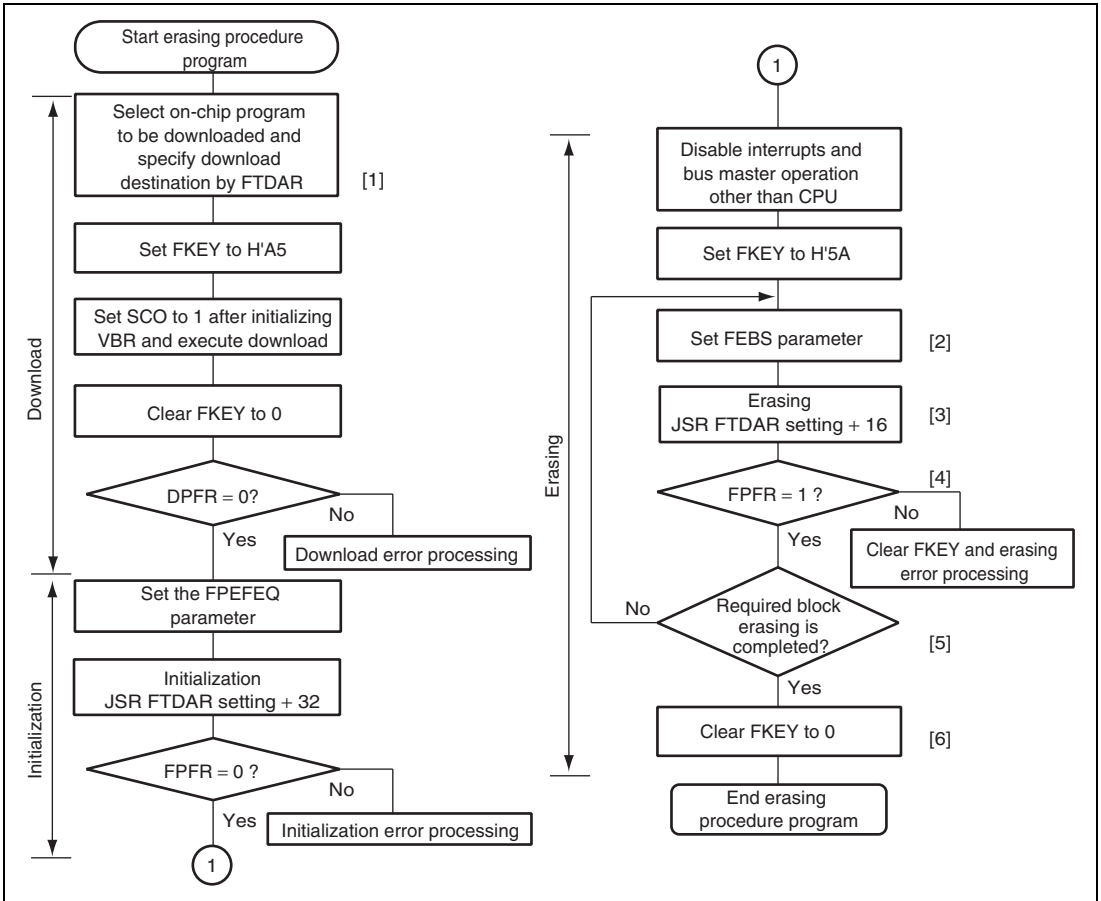 Start erasing procedure
program
Select on-chip program
to be downloaded and
specify download
destination by FTDAR
[1]
Set FKEY to H'A5
Set SCO to 1 after initializing
VBR and execute download
Clear FKEY to 0
DPFR = 0?
No
Yes
Download error processing
Download
Set the FPEFEQ
parameter
Initialization
JSR FTDAR setting + 32
FPFR = 0 ?
No
Yes
Initialization error processing
Initialization
1
1
Disable interrupts and
bus master operation
other than CPU
Set FKEY to H'5A
Set FEBS parameter
[2]
Erasing
JSR FTDAR setting + 16
[3]
[4]
FPFR = 1 ?
No
Yes
Clear FKEY and erasing
error processing
Erasing
No
Required block
erasing is
completed?
[5]
Yes
Clear FKEY to 0
[6]
End erasing
procedure program